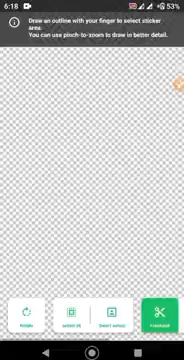 6:18
53%
Draw an outline with your finger to select sticker
area.
You can use pinch-to-zoom to draw in better detail.
Rotate
Select all